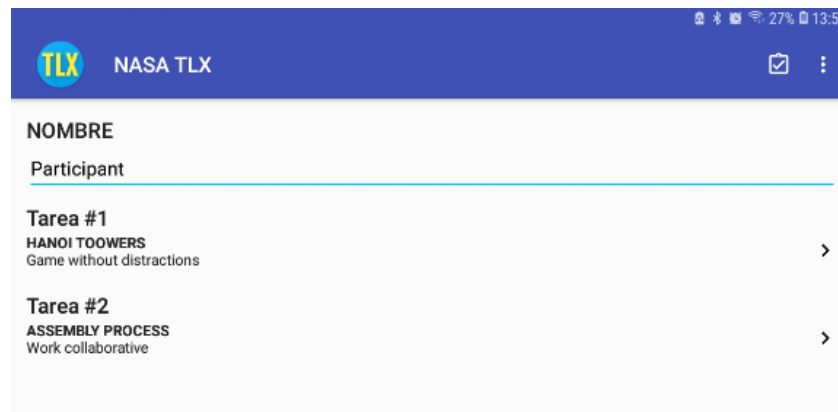 27% 13:5
TLX NASA TLX
NOMBRE
Participant
Tarea #1
HANOI TOOWERS
Game without distractions
Tarea #2
ASSEMBLY PROCESS
Work collaborative